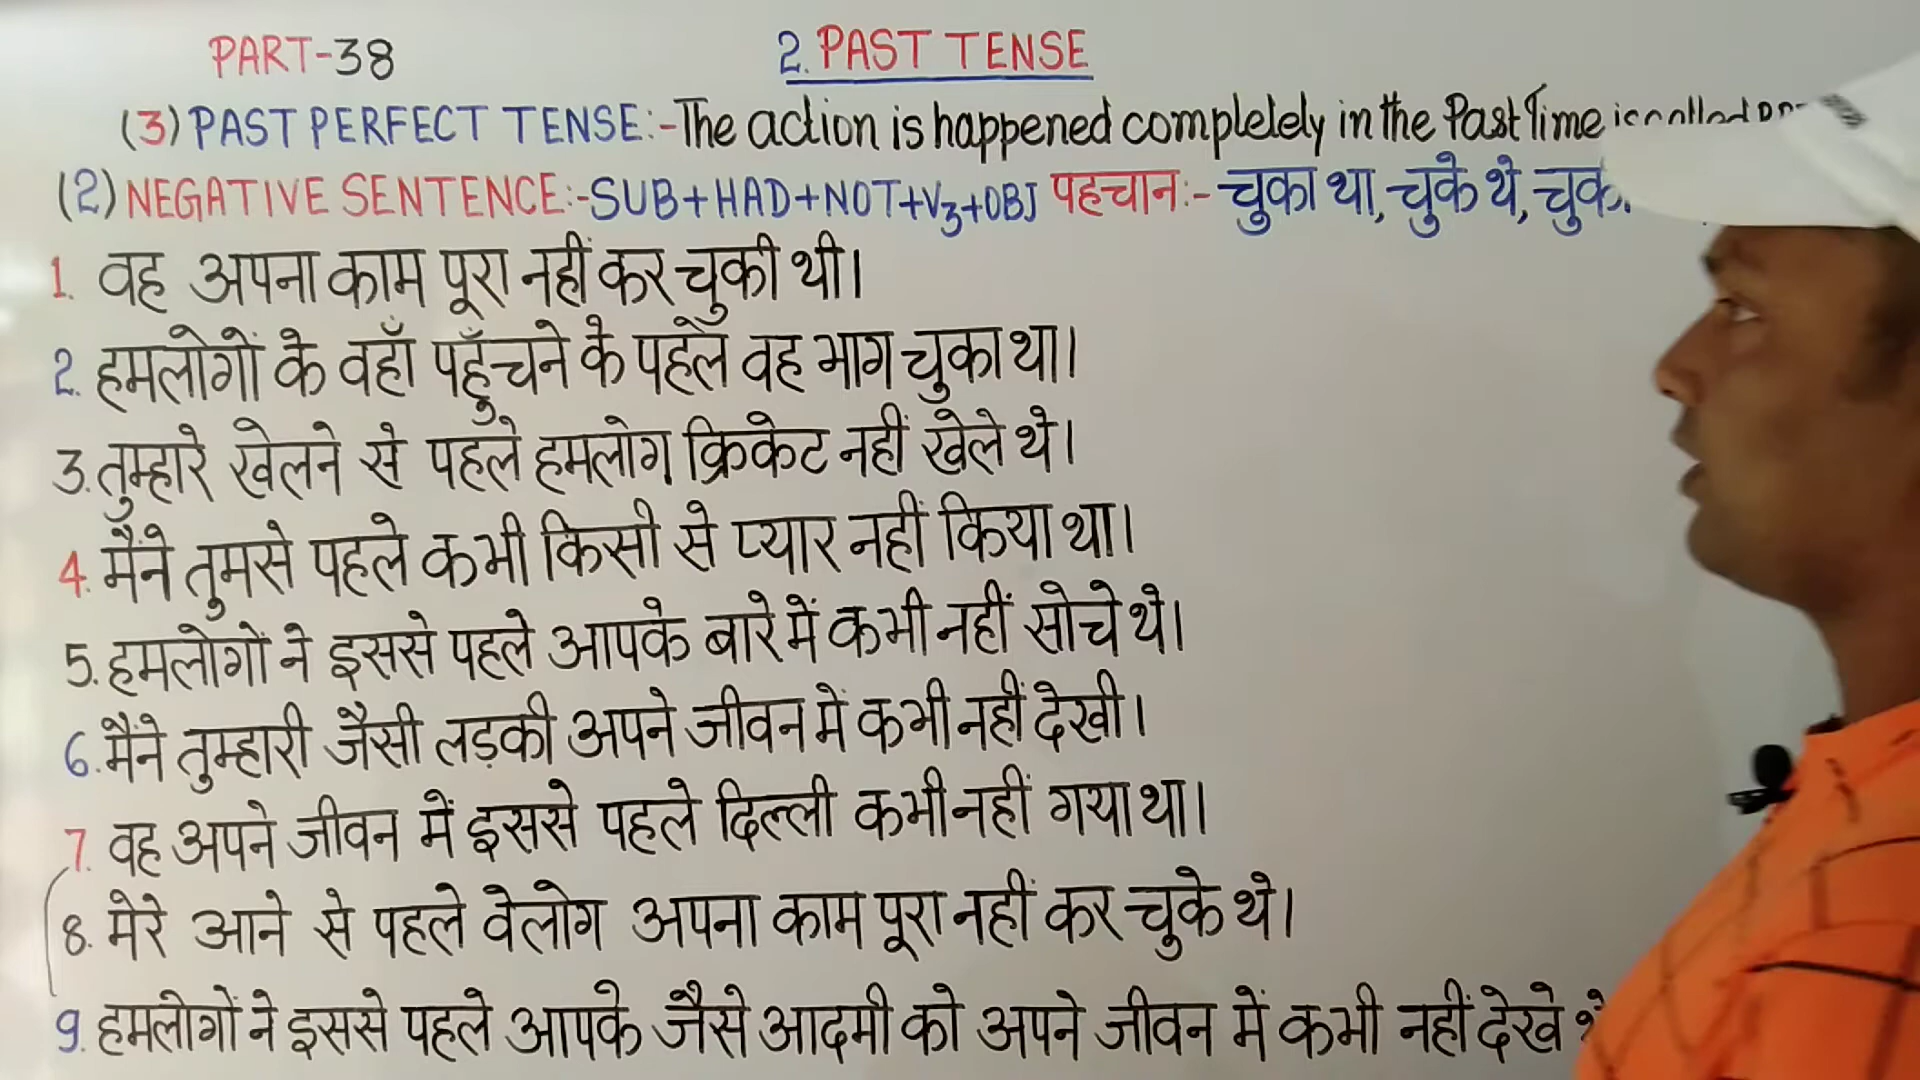 PART-38
2. PAST TENSE
(3) PAST PERFECT TENSE:- The action is happened completely in the Past Time is called
(2) NEGATIVE SENTENCE:- SUB+HAD+NOT+V3+OBJ पहचान:- चुका था, चुके थे,
1. वह अपना काम पूरा नहीं कर चुकी थी।
2. हमलोगों के वहाँ पहुँचने के पहले वह भाग चुका था।
3. तुम्हारे खेलने से पहले हमलोग क्रिकेट नहीं खेले थे।
4. मैंने तुमसे पहले कभी किसी से प्यार नहीं किया था।
5. हमलोगों ने इससे पहले आपके बारे में कभी नहीं सोचे थे।
6. मैंने तुम्हारी जैसी लड़की अपने जीवन में कभी नहीं देखी।
7. वह अपने जीवन में इससे पहले दिल्ली कभी नहीं गया था।
8. मेरे आने से पहले वेलोग अपना काम पूरा नहीं कर चुके थे।
9. हमलोगों ने इससे पहले आपके जैसे आदमी को अपने जीवन में कभी नहीं देखे